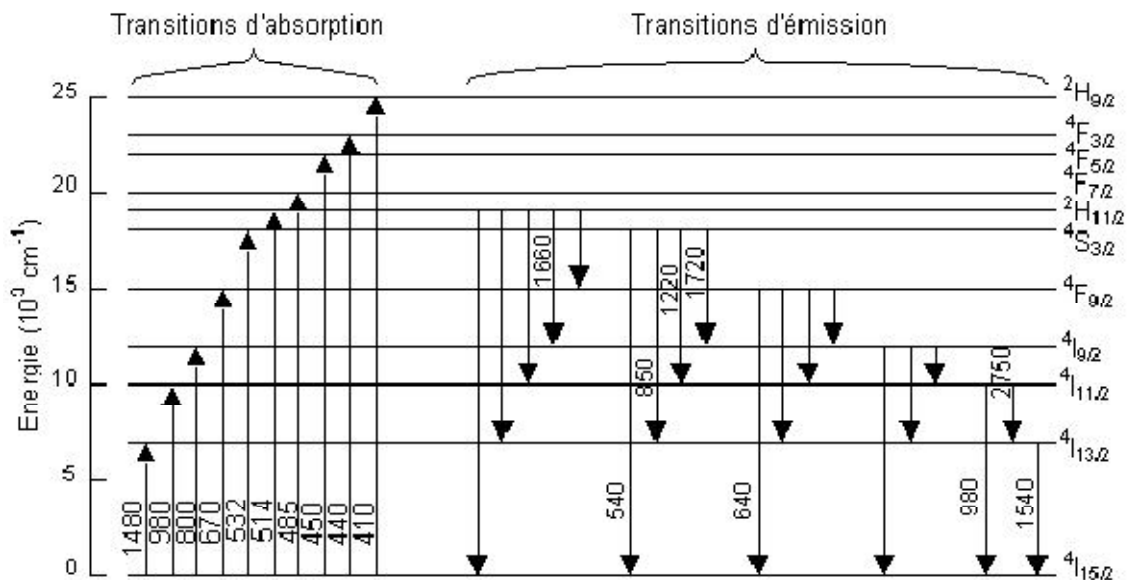 Transitions d'absorption
Transitions d'émission
Energie (10³ cm⁻¹)
25
20
15
10
5
0
1480
980
800
670
532
514
485
450
440
410
1660
1220
1720
850
540
640
2750
980
1540
²H9/2
⁴F3/2
⁴F5/2
⁴F7/2
²H11/2
⁴S3/2
⁴F9/2
⁴I9/2
⁴I11/2
⁴I13/2
⁴I15/2